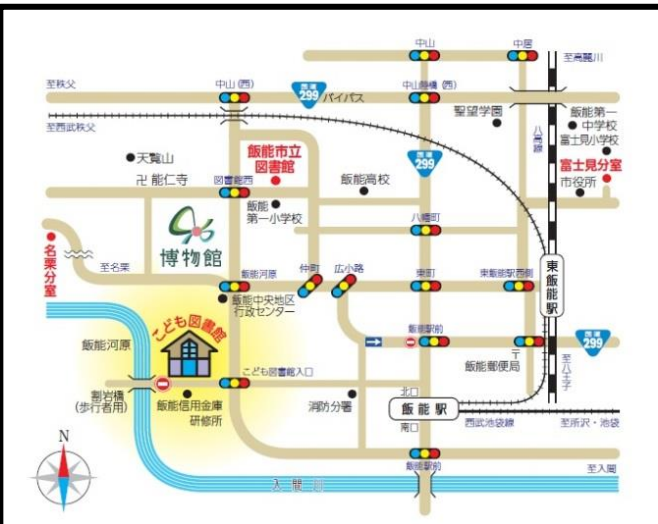 中山
中居
至高麗川
至秩父
中山(西)
国道
299
バイパス
中山陸橋(西)
聖望学園
飯能第一
中学校
富士見小学校
至西武秩父
八高線
飯能市立
図書館
国道
299
富士見分室
市役所
天覧山
卍能仁寺
図書館西
飯能
第一小学校
飯能高校
八幡町
博物館
名栗分室
至名栗
飯能河原
仲町
広小路
東町
東飯能駅西側
東飯能駅
飯能中央地区
行政センター
こども図書館
飯能河原
飯能駅前
国道
299
〒
飯能郵便局
至八王子
こども図書館入口
割岩橋
(歩行者用)
飯能信用金庫
研修所
消防分署
北口
飯能駅
南口
西武池袋線
至所沢・池袋
飯能駅前
至入間
N
入間川